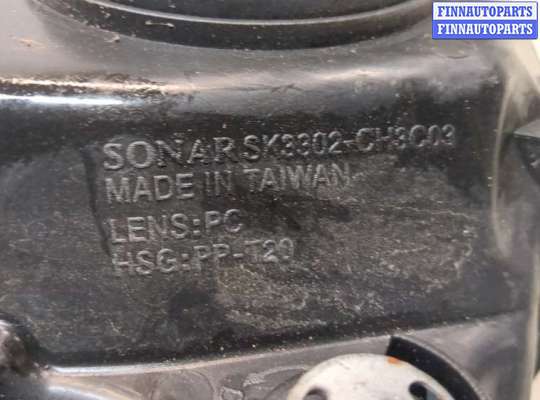 FINNAUTOPARTS
FINNAUTOPARTS
SONAR SK3302-CH3C03
MADE IN TAIWAN
LENS:PC
HSG:PP-T20